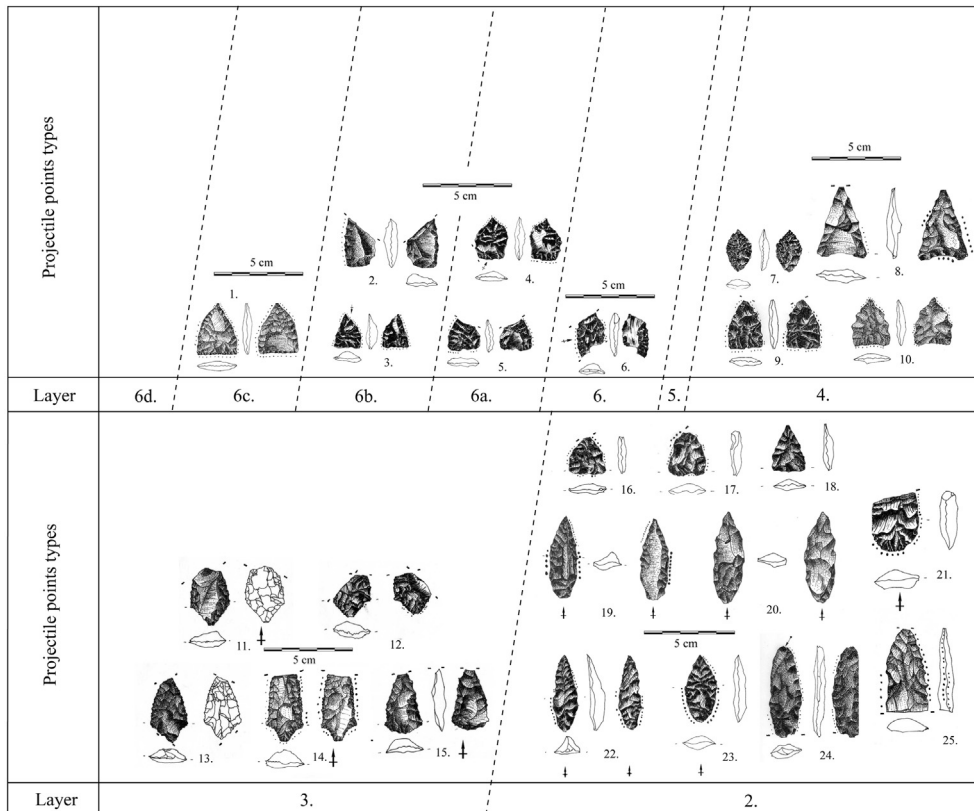 Projectile points types
5 cm
1.
5 cm
2.
4.
3.
5.
5 cm
6.
5 cm
7.
8.
9.
10.
Layer 6d. 6c. 6b. 6a. 6. 5. 4.
Projectile points types
16.
17.
18.
19.
20.
21.
11.
12.
5 cm
5 cm
13.
14.
15.
22.
23.
24.
25.
Layer 3. 2.